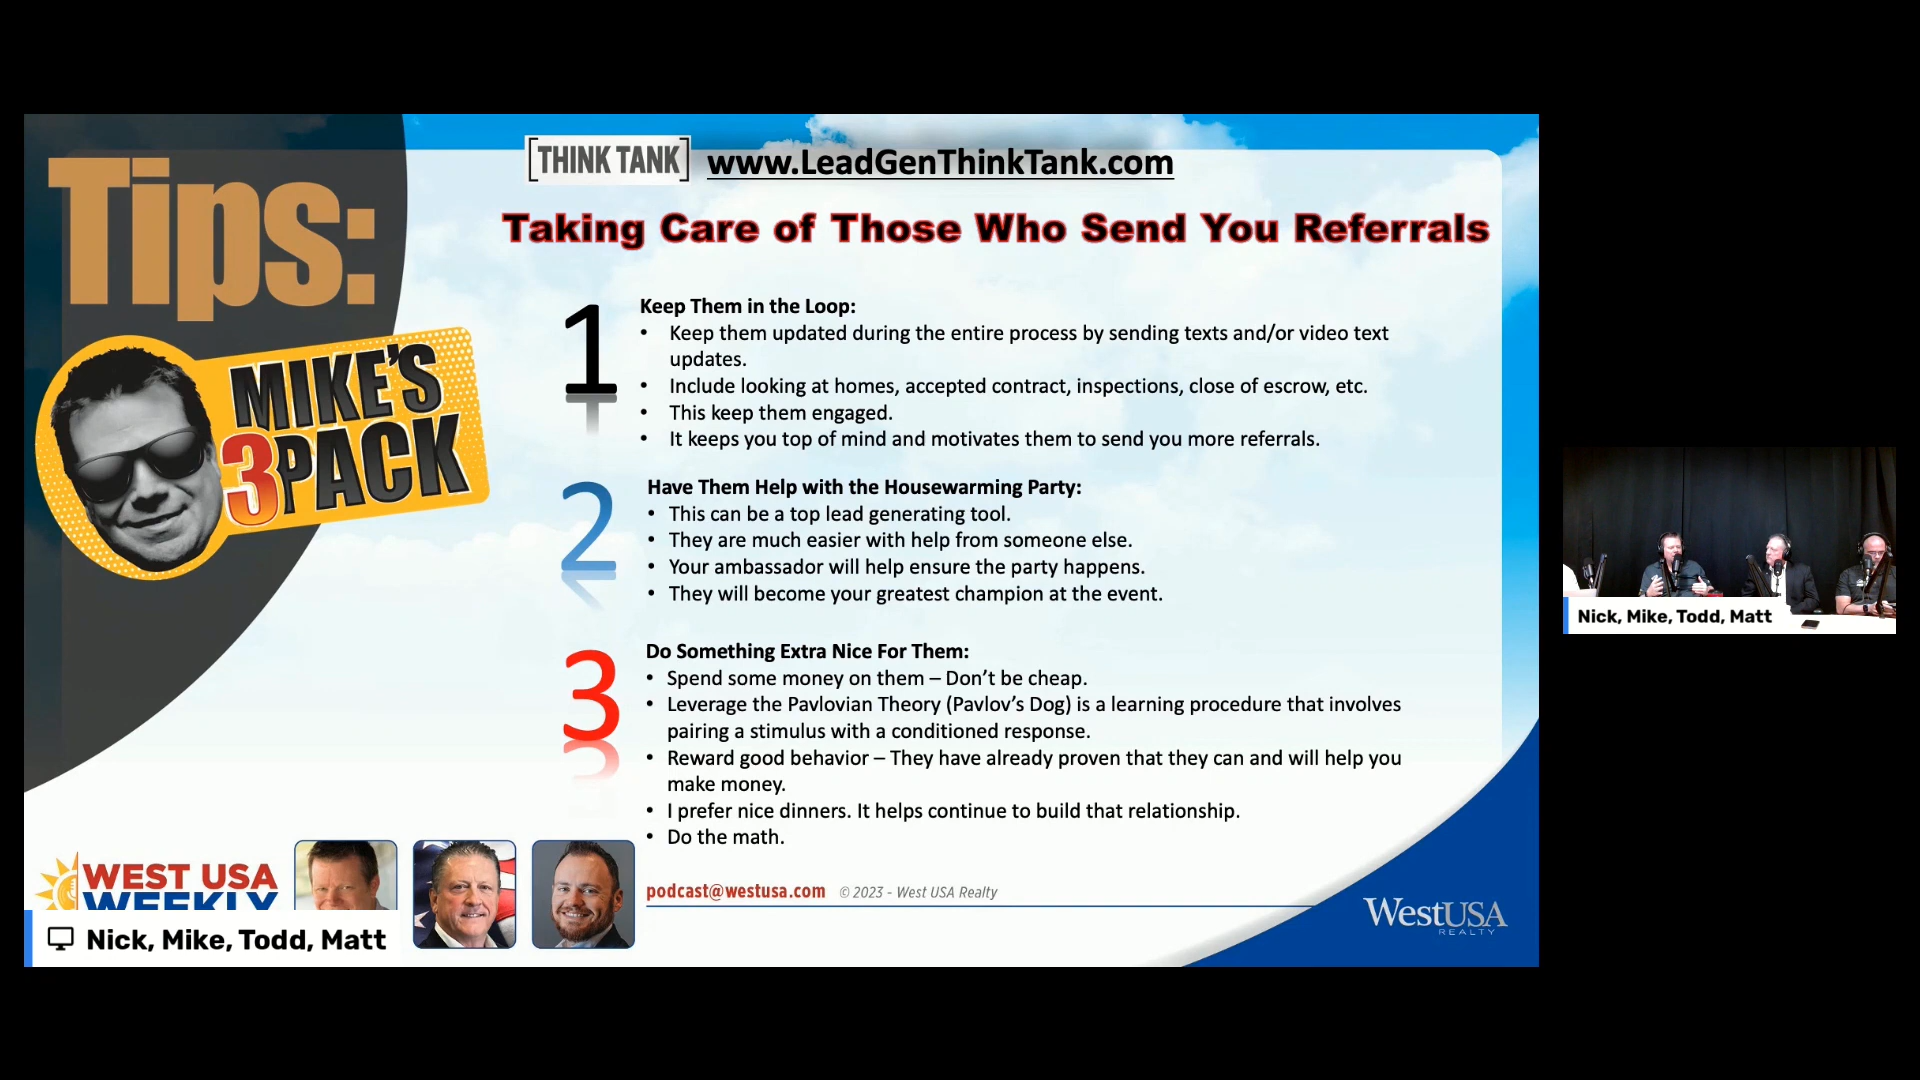 Tips:
MIKE'S
3PACK
[THINK TANK] www.LeadGenThinkTank.com
Taking Care of Those Who Send You Referrals
1
Keep Them in the Loop:
• Keep them updated during the entire process by sending texts and/or video text
updates.
• Include looking at homes, accepted contract, inspections, close of escrow, etc.
• This keep them engaged.
• It keeps you top of mind and motivates them to send you more referrals.
2
Have Them Help with the Housewarming Party:
• This can be a top lead generating tool.
• They are much easier with help from someone else.
• Your ambassador will help ensure the party happens.
• They will become your greatest champion at the event.
3
Do Something Extra Nice For Them:
• Spend some money on them – Don’t be cheap.
• Leverage the Pavlovian Theory (Pavlov’s Dog) is a learning procedure that involves
pairing a stimulus with a conditioned response.
• Reward good behavior – They have already proven that they can and will help you
make money.
• I prefer nice dinners. It helps continue to build that relationship.
• Do the math.
WEST USA
WEEKLY
podcast@westusa.com © 2023 - West USA Realty
WestUSA
REALTY
Nick, Mike, Todd, Matt
Nick, Mike, Todd, Matt